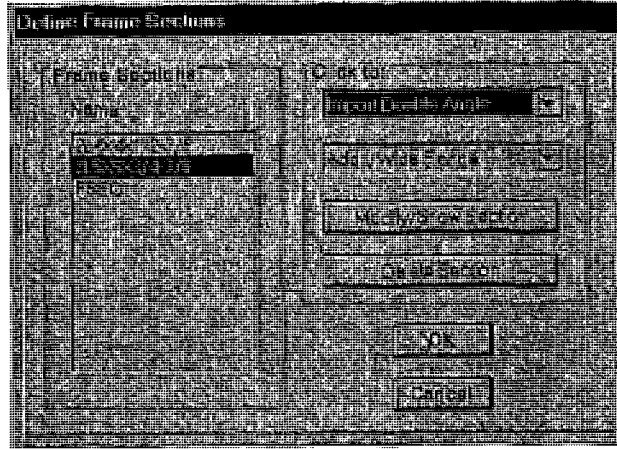 Define Frame Sections
Frame Sections
Name
FSEC1
Click to:
Import Double Angle
Add I/Wide Flange
Modify/Show Section
Delete Section
OK
Cancel